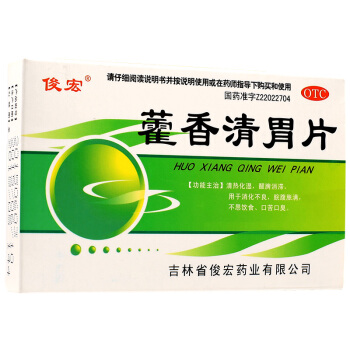 请仔细阅读说明书并按说明使用或在药师指导下购买和使用
俊宏®
国药准字Z22022704
OTC
藿香清胃片
HUO XIANG QING WEI PIAN
【功能主治】清热化湿，醒脾消滞。
用于消化不良，脘腹胀满，
不思饮食，口苦口臭。
吉林省俊宏药业有限公司